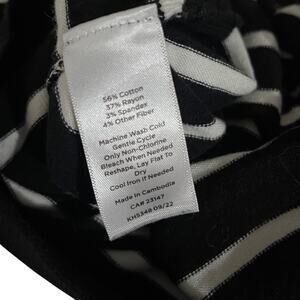 56% Cotton
37% Rayon
3% Spandex
4% Other Fiber
Machine Wash Cold
Gentle Cycle
Only Non-Chlorine
Bleach When Needed
Reshape, Lay Flat To
Dry
Cool Iron if Needed
Made in Cambodia
CA# 23147
KH5348 09/22